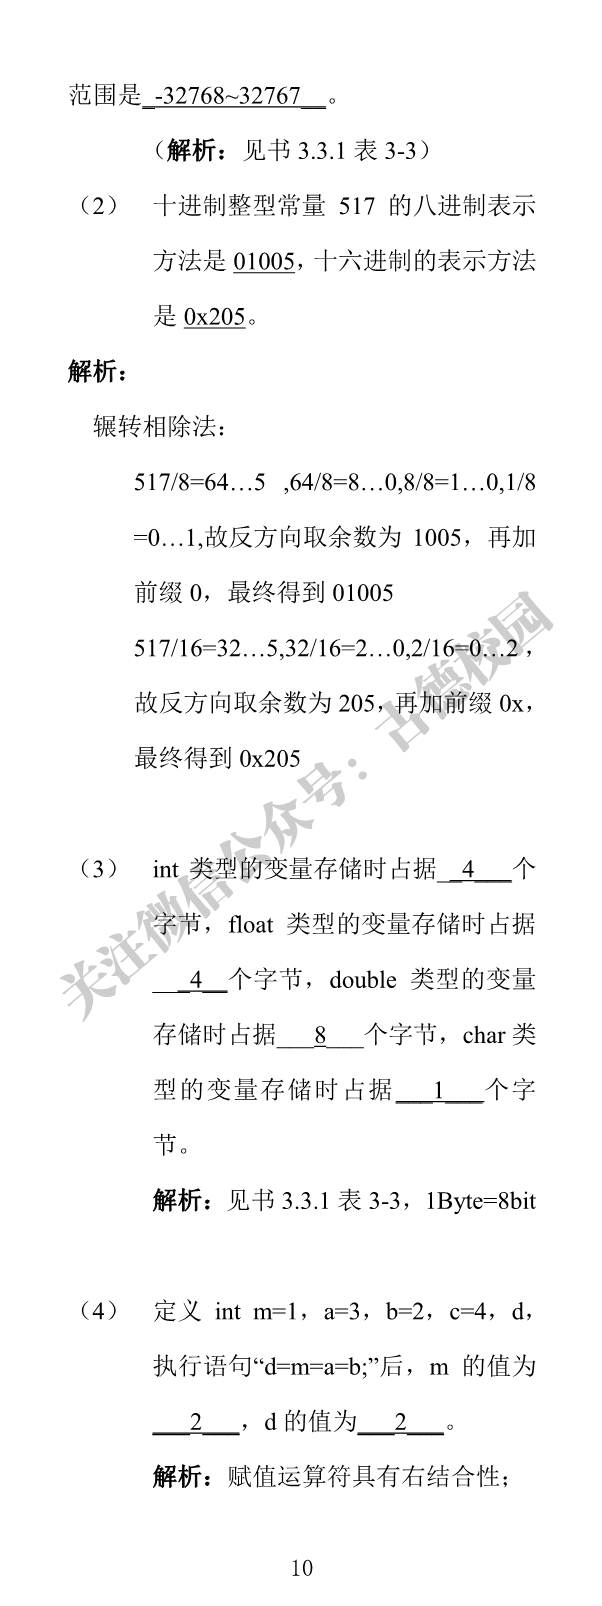 范围是_-32768~32767__。
（解析：见书 3.3.1 表 3-3）
（2） 十进制整型常量 517 的八进制表示
方法是 01005，十六进制的表示方法
是 0x205。
解析：
辗转相除法：
517/8=64…5 ,64/8=8…0,8/8=1…0,1/8
=0…1,故反方向取余数为 1005，再加
前缀 0，最终得到 01005
517/16=32…5,32/16=2…0,2/16=0…2，
故反方向取余数为 205，再加前缀 0x，
最终得到 0x205
（3） int 类型的变量存储时占据__4___个
字节，float 类型的变量存储时占据
___4__个字节，double 类型的变量
存储时占据___8___个字节，char 类
型的变量存储时占据___1___个字
节。
解析：见书 3.3.1 表 3-3，1Byte=8bit
（4） 定义 int m=1，a=3，b=2，c=4，d，
执行语句“d=m=a=b;”后，m 的值为
___2___，d 的值为___2___。
解析：赋值运算符具有右结合性；
10
关注微信公众号：古德校园